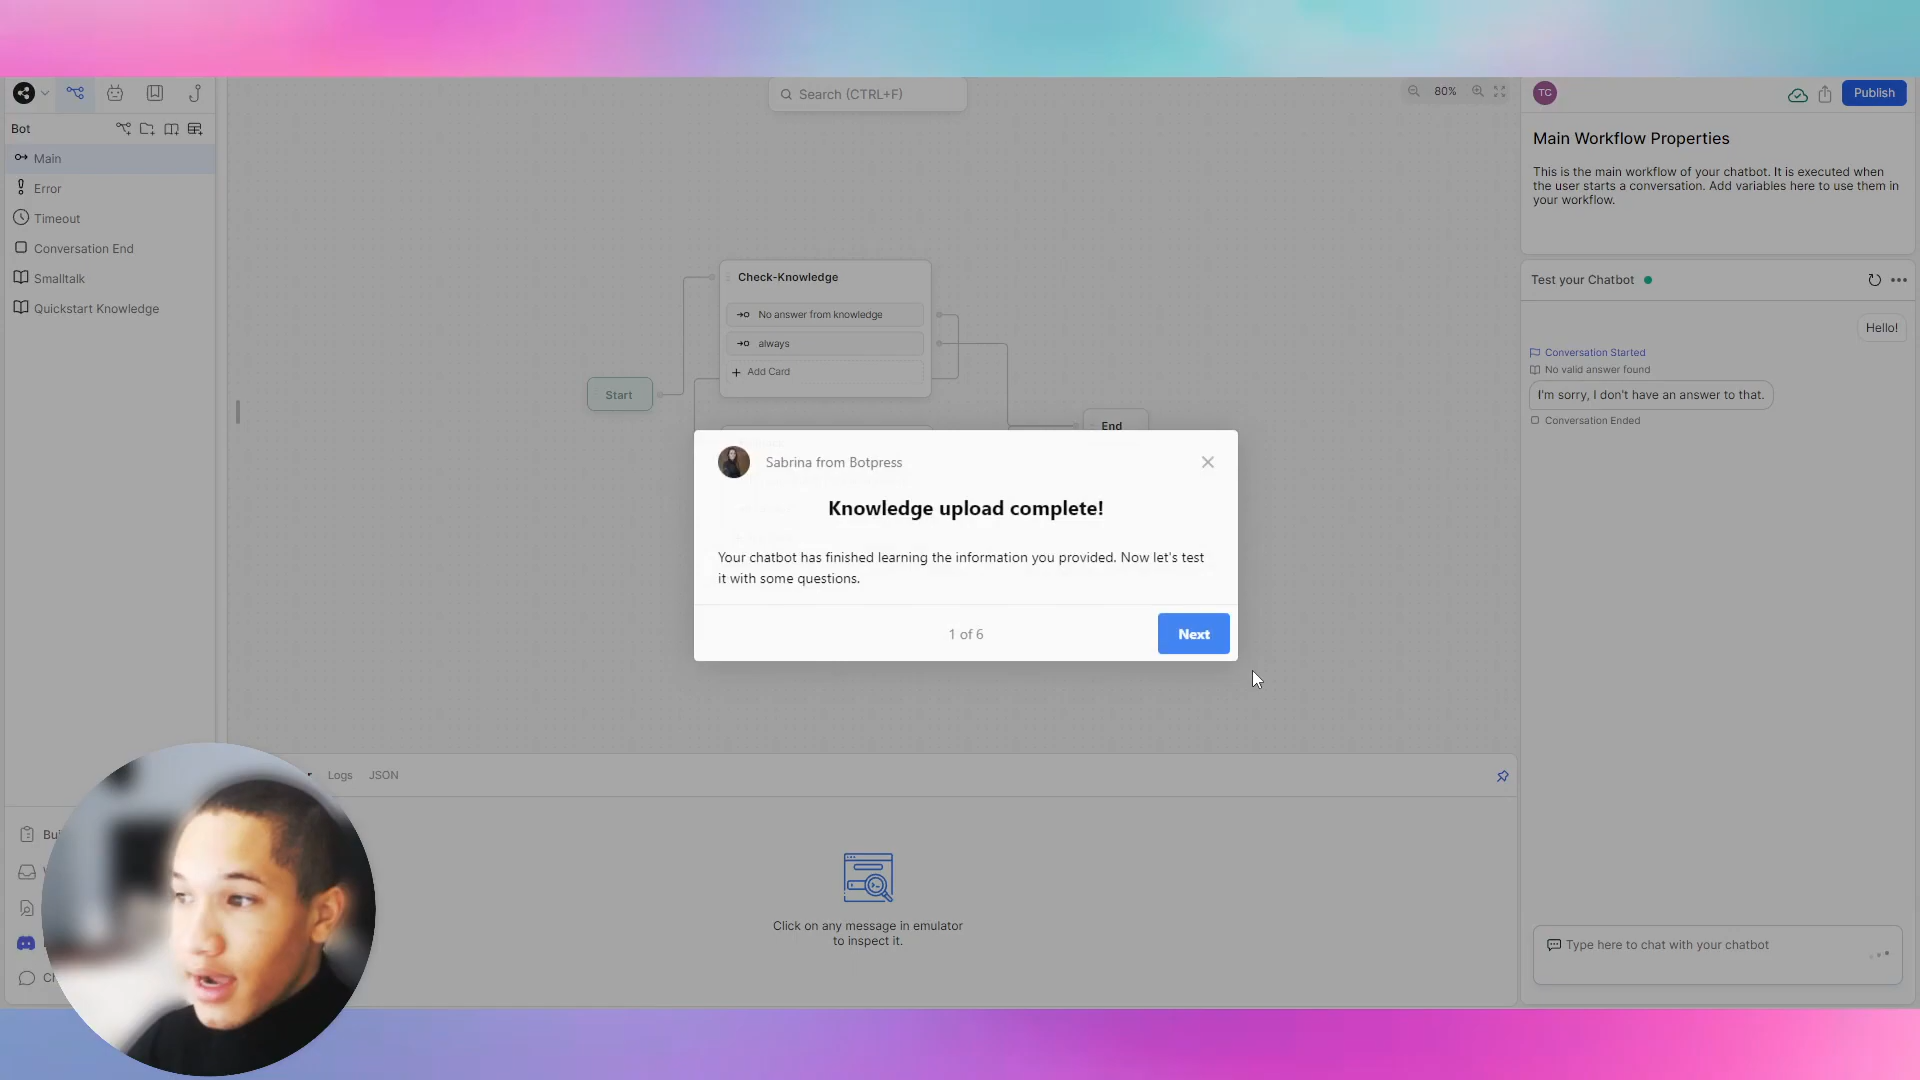 Search (CTRL+F)
80%
TC
Publish
Bot
Main
Error
Timeout
Conversation End
Smalltalk
Quickstart Knowledge
Main Workflow Properties
This is the main workflow of your chatbot. It is executed when
the user starts a conversation. Add variables here to use them in
your workflow.
Check-Knowledge
No answer from knowledge
always
Add Card
Start
End
Test your Chatbot
Hello!
Conversation Started
No valid answer found
I'm sorry, I don't have an answer to that.
Conversation Ended
Sabrina from Botpress
Knowledge upload complete!
Your chatbot has finished learning the information you provided. Now let's test
it with some questions.
1 of 6
Next
Logs
JSON
Click on any message in emulator
to inspect it.
Type here to chat with your chatbot